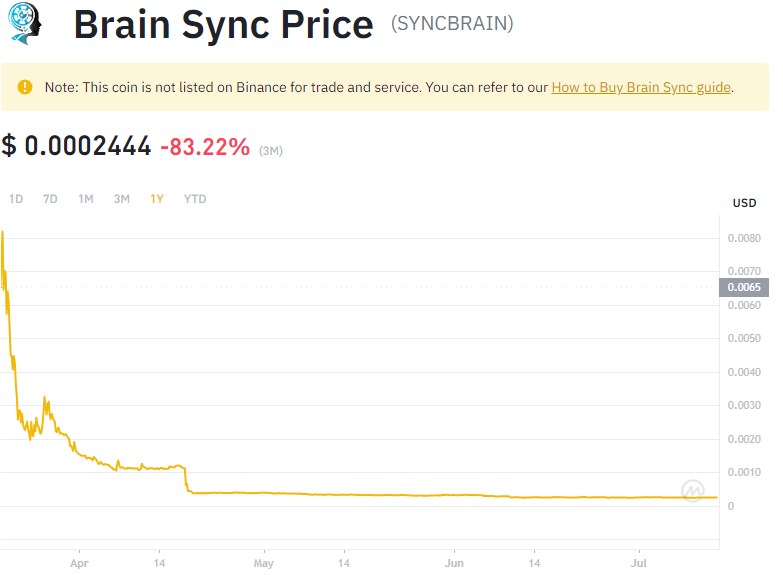 Brain Sync Price (SYNCBRAIN)
Note: This coin is not listed on Binance for trade and service. You can refer to our How to Buy Brain Sync guide.
$ 0.0002444 -83.22% (3M)
1D 7D 1M 3M 1Y YTD
USD
0.0080
0.0070
0.0065
0.0060
0.0050
0.0040
0.0030
0.0020
0.0010
0
Apr 14 May 14 Jun 14 Jul